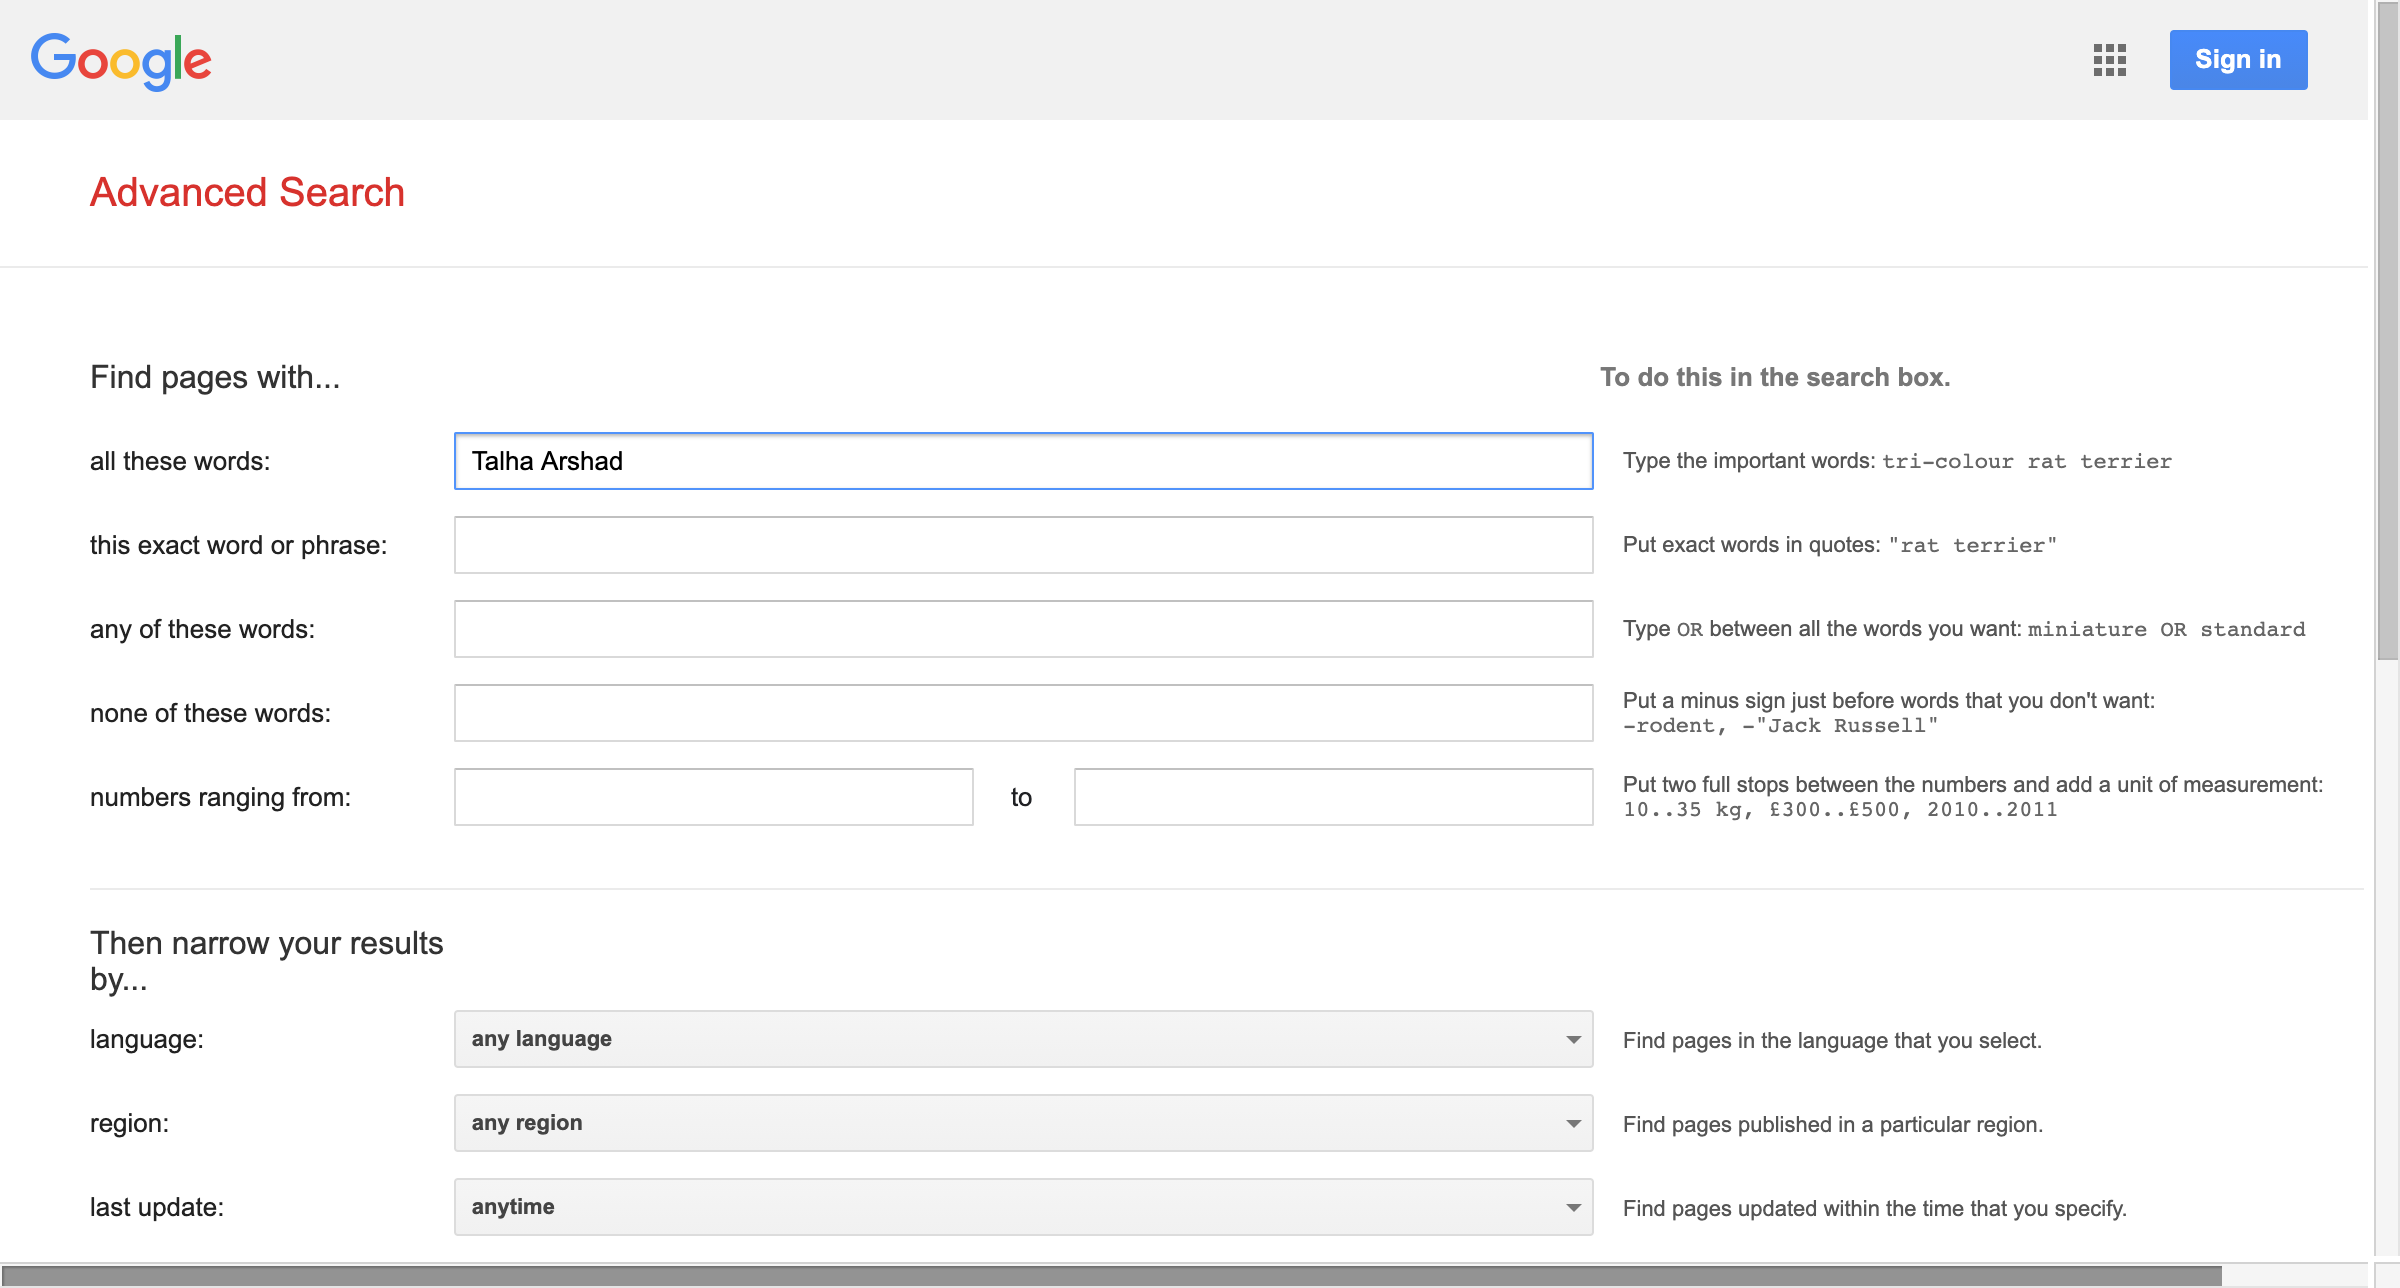 Google
Sign in
Advanced Search
Find pages with...
To do this in the search box.
all these words:
Talha Arshad
Type the important words: tri-colour rat terrier
this exact word or phrase:
Put exact words in quotes: "rat terrier"
any of these words:
Type OR between all the words you want: miniature OR standard
none of these words:
Put a minus sign just before words that you don't want:
-rodent, -"Jack Russell"
numbers ranging from:
to
Put two full stops between the numbers and add a unit of measurement:
10..35 kg, £300..£500, 2010..2011
Then narrow your results
by...
language:
any language
Find pages in the language that you select.
region:
any region
Find pages published in a particular region.
last update:
anytime
Find pages updated within the time that you specify.